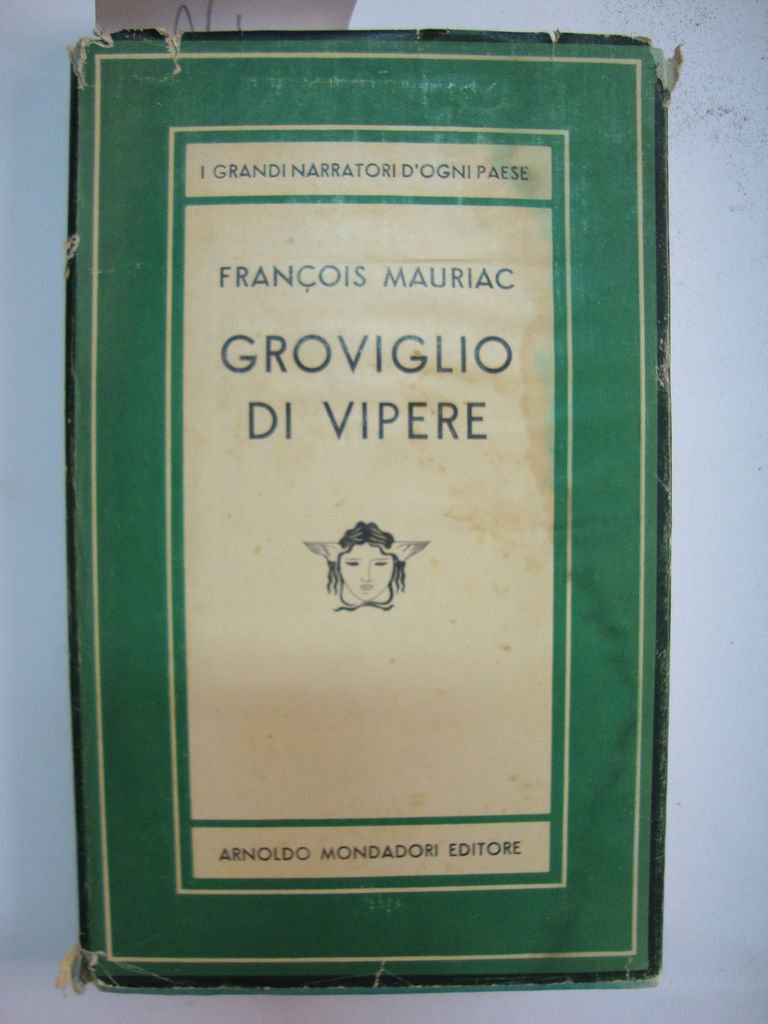 I GRANDI NARRATORI D'OGNI PAESE
FRANÇOIS MAURIAC
GROVIGLIO
DI VIPERE
ARNOLDO MONDADORI EDITORE